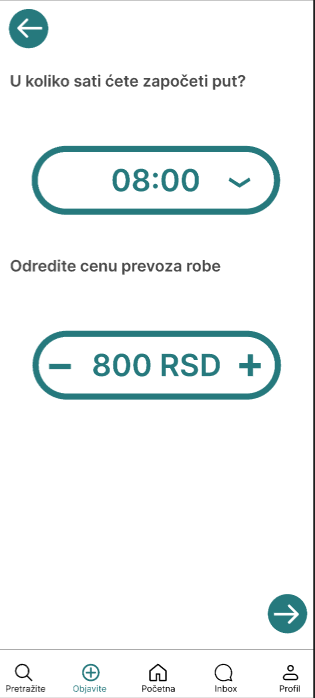 U koliko sati ćete započeti put?
08:00
Odredite cenu prevoza robe
− 800 RSD +
Pretražite Objavite Početna Inbox Profil